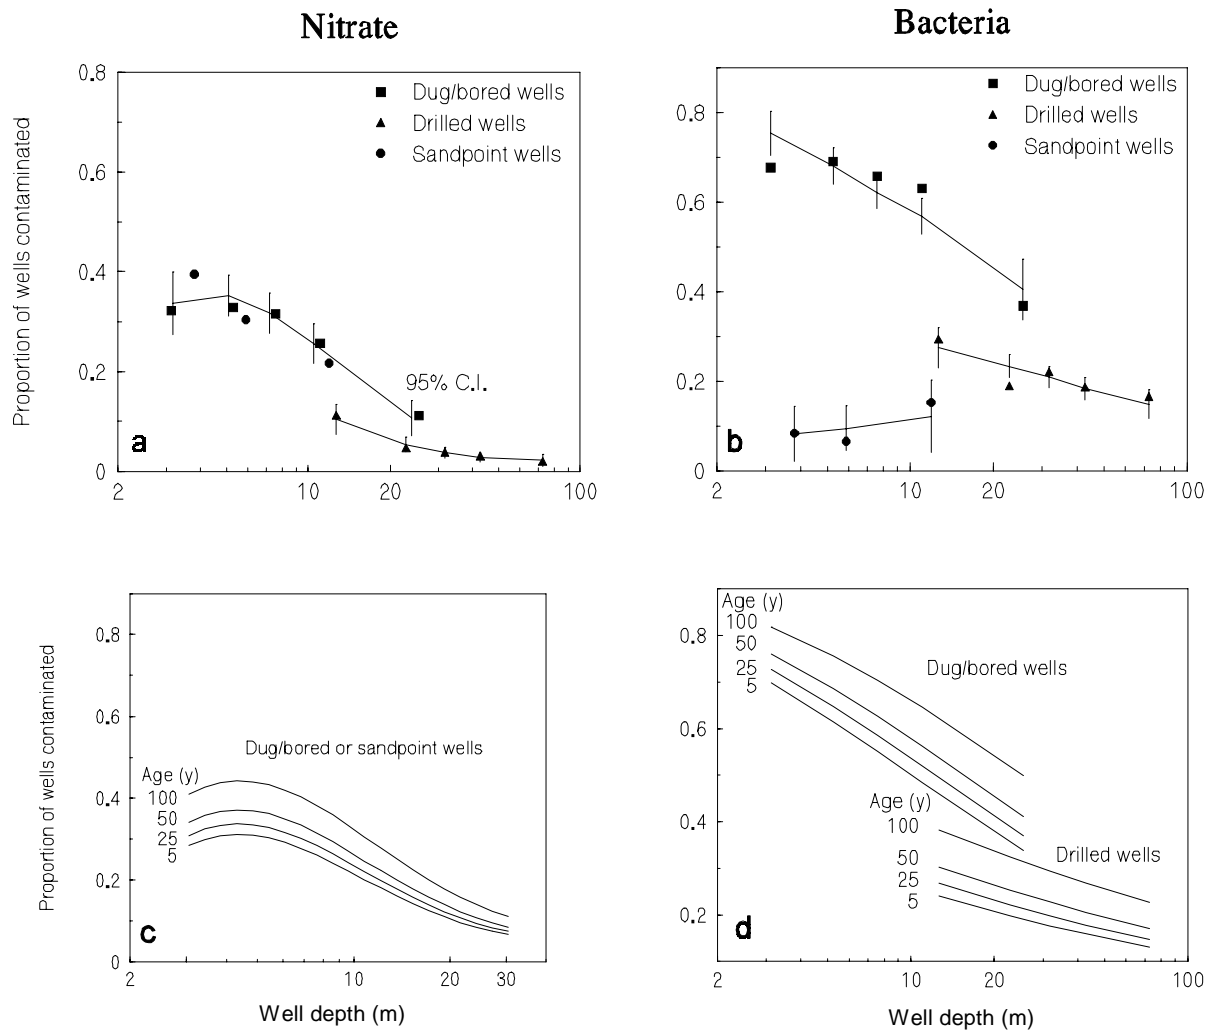 Nitrate
Bacteria
Proportion of wells contaminated
0.8
0.6
0.4
0.2
0
2
10
20
100
Dug/bored wells
Drilled wells
Sandpoint wells
95% C.I.
a
0.8
0.6
0.4
0.2
0
2
10
20
100
Dug/bored wells
Drilled wells
Sandpoint wells
b
Proportion of wells contaminated
0.8
0.6
0.4
0.2
0
2
10
20
30
Dug/bored or sandpoint wells
Age (y)
100
50
25
5
c
Well depth (m)
0.8
0.6
0.4
0.2
2
10
20
100
Age (y)
100
50
25
5
Dug/bored wells
Age (y)
100
50
25
5
Drilled wells
d
Well depth (m)